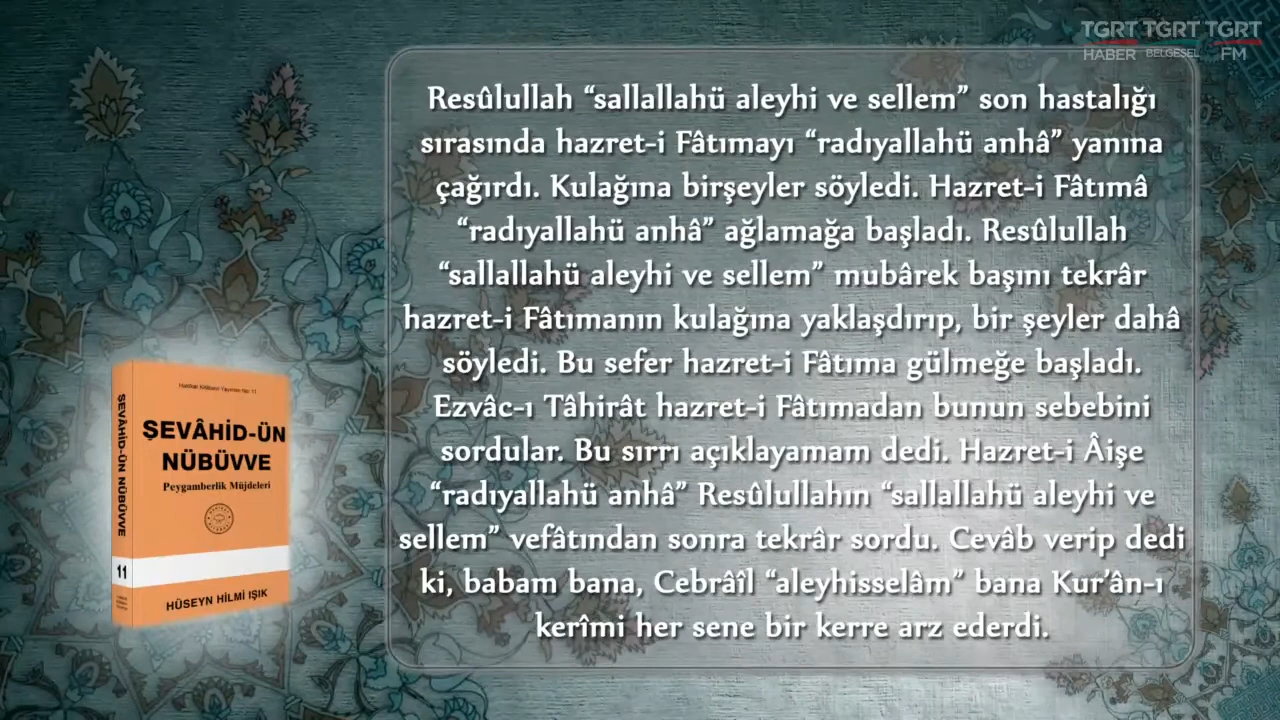 TGRT TGRT TGRT
HABER BELGESEL FM
Resûlullah “sallallahü aleyhi ve sellem” son hastalığı
sırasında hazret-i Fâtımayı “radıyallahü anhâ” yanına
çağırdı. Kulağına birşeyler söyledi. Hazret-i Fâtımâ
“radıyallahü anhâ” ağlamağa başladı. Resûlullah
“sallallahü aleyhi ve sellem” mubârek başını tekrâr
hazret-i Fâtımanın kulağına yaklaşdırıp, bir şeyler dahâ
söyledi. Bu sefer hazret-i Fâtıma gülmeğe başladı.
Ezvâc-ı Tâhirât hazret-i Fâtımadan bunun sebebini
sordular. Bu sırrı açıklayamam dedi. Hazret-i Âişe
“radıyallahü anhâ” Resûlullahın “sallallahü aleyhi ve
sellem” vefâtından sonra tekrâr sordu. Cevâb verip dedi
ki, babam bana, Cebrâîl “aleyhisselâm” bana Kur’ân-ı
kerîmi her sene bir kerre arz ederdi.
Hakîkat Kitâbevi Yayınları No: 11
ŞEVÂHİD-ÜN
NÜBÜVVE
Peygamberlik Müjdeleri
HÜSEYN HİLMİ IŞIK
ŞEVÂHİD-ÜN NÜBÜVVE
11